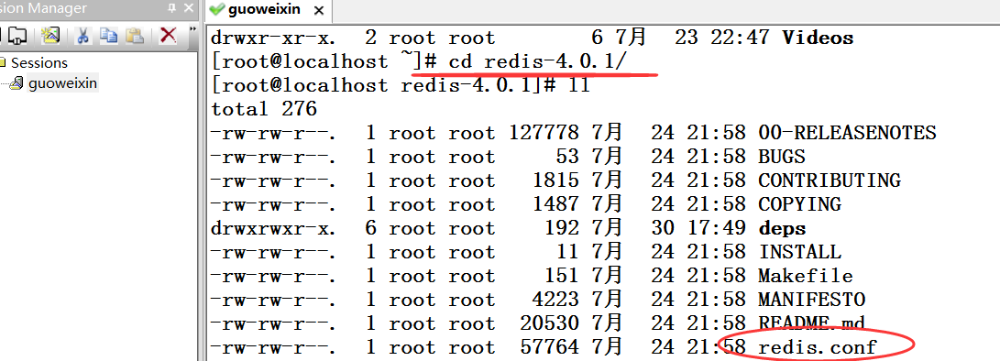 sion Manager
guoweixin
Sessions
guoweixin
drwxr-xr-x. 2 root root 6 7月 23 22:47 Videos
[root@localhost ~]# cd redis-4.0.1/
[root@localhost redis-4.0.1]# ll
total 276
-rw-rw-r--. 1 root root 127778 7月 24 21:58 00-RELEASENOTES
-rw-rw-r--. 1 root root 53 7月 24 21:58 BUGS
-rw-rw-r--. 1 root root 1815 7月 24 21:58 CONTRIBUTING
-rw-rw-r--. 1 root root 1487 7月 24 21:58 COPYING
drwxrwxr-x. 6 root root 192 7月 30 17:49 deps
-rw-rw-r--. 1 root root 11 7月 24 21:58 INSTALL
-rw-rw-r--. 1 root root 151 7月 24 21:58 Makefile
-rw-rw-r--. 1 root root 4223 7月 24 21:58 MANIFESTO
-rw-rw-r--. 1 root root 20530 7月 24 21:58 README.md
-rw-rw-r--. 1 root root 57764 7月 24 21:58 redis.conf